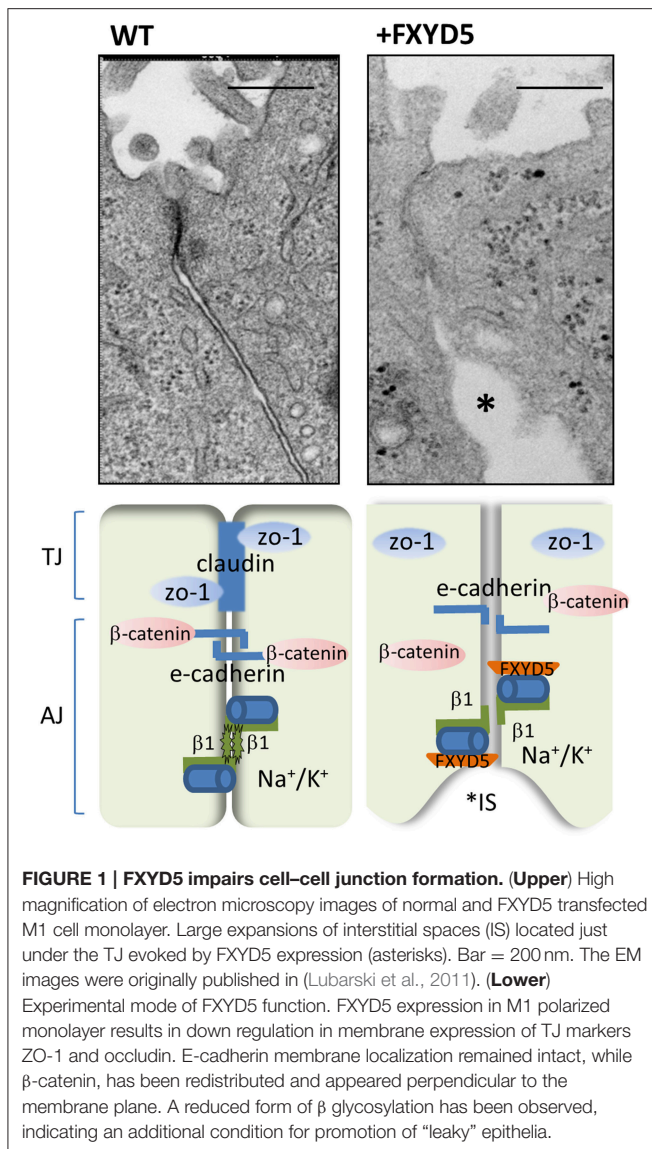 WT
+FXYD5
*
TJ
AJ
zo-1
claudin
zo-1
β-catenin
β-catenin
e-cadherin
β1
β1
Na⁺/K⁺
zo-1
zo-1
e-cadherin
β-catenin
β-catenin
FXYD5
β1
β1
FXYD5
Na⁺/K⁺
*IS
FIGURE 1 | FXYD5 impairs cell–cell junction formation. (Upper) High
magnification of electron microscopy images of normal and FXYD5 transfected
M1 cell monolayer. Large expansions of interstitial spaces (IS) located just
under the TJ evoked by FXYD5 expression (asterisks). Bar = 200 nm. The EM
images were originally published in (Lubarski et al., 2011). (Lower)
Experimental mode of FXYD5 function. FXYD5 expression in M1 polarized
monolayer results in down regulation in membrane expression of TJ markers
ZO-1 and occludin. E-cadherin membrane localization remained intact, while
β-catenin, has been redistributed and appeared perpendicular to the
membrane plane. A reduced form of β glycosylation has been observed,
indicating an additional condition for promotion of “leaky” epithelia.